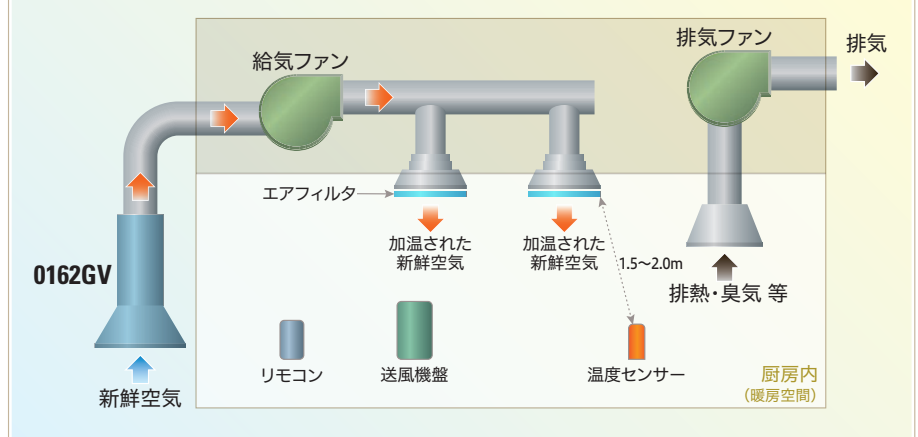 排気ファン
排気
給気ファン
エアフィルタ
加温された
新鮮空気
加温された
新鮮空気
1.5～2.0m
0162GV
排熱・臭気 等
リモコン
送風機盤
温度センサー
厨房内
（暖房空間）
新鮮空気